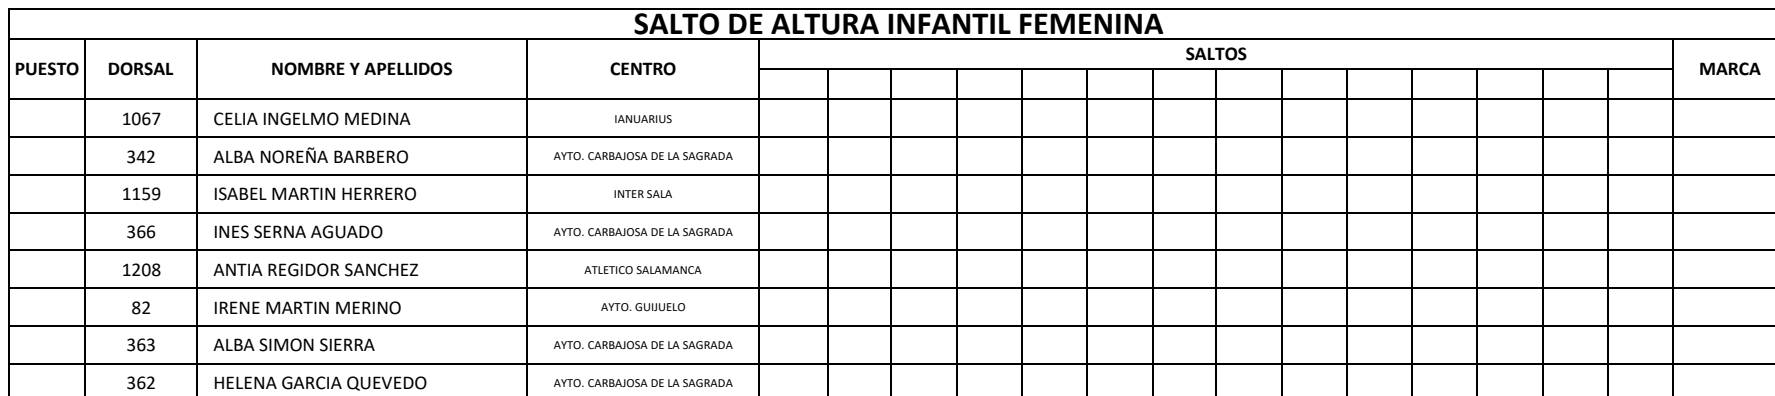 SALTO DE ALTURA INFANTIL FEMENINA
PUESTO DORSAL NOMBRE Y APELLIDOS CENTRO SALTOS MARCA
1067 CELIA INGELMO MEDINA IANUARIUS
342 ALBA NOREÑA BARBERO AYTO. CARBAJOSA DE LA SAGRADA
1159 ISABEL MARTIN HERRERO INTER SALA
366 INES SERNA AGUADO AYTO. CARBAJOSA DE LA SAGRADA
1208 ANTIA REGIDOR SANCHEZ ATLETICO SALAMANCA
82 IRENE MARTIN MERINO AYTO. GUIJUELO
363 ALBA SIMON SIERRA AYTO. CARBAJOSA DE LA SAGRADA
362 HELENA GARCIA QUEVEDO AYTO. CARBAJOSA DE LA SAGRADA